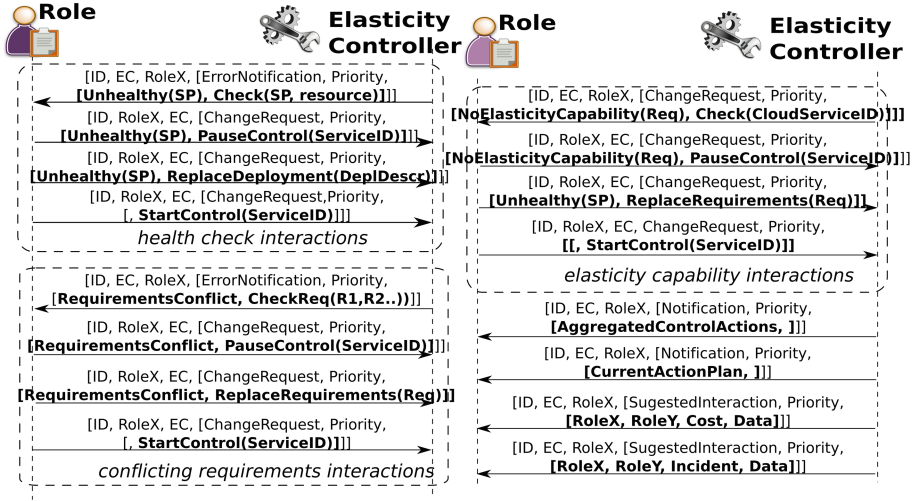 Role
Elasticity
Controller
[ID, EC, RoleX, [ErrorNotification, Priority,
[Unhealthy(SP), Check(SP, resource)]]]
[ID, RoleX, EC, [ChangeRequest, Priority,
[Unhealthy(SP), PauseControl(ServiceID)]]]
[ID, RoleX, EC, [ChangeRequest, Priority,
[Unhealthy(SP), ReplaceDeployment(DeplDescr)]]]
[ID, RoleX, EC, [ChangeRequest,Priority,
[, StartControl(ServiceID)]]]
health check interactions
[ID, EC, RoleX, [ErrorNotification, Priority,
[RequirementsConflict, CheckReq(R1,R2..))]]]
[ID, RoleX, EC, [ChangeRequest, Priority,
[RequirementsConflict, PauseControl(ServiceID)]]]
[ID, RoleX, EC, [ChangeRequest, Priority,
[RequirementsConflict, ReplaceRequirements(Req)]]]
[ID, RoleX, EC, [ChangeRequest, Priority,
[, StartControl(ServiceID)]]]
conflicting requirements interactions
Role
Elasticity
Controller
[ID, EC, RoleX, [ChangeRequest, Priority,
[NoElasticityCapability(Req), Check(CloudServiceID)]]]
[ID, RoleX, EC, [ChangeRequest, Priority,
[NoElasticityCapability(Req), PauseControl(ServiceID)]]]
[ID, RoleX, EC, [ChangeRequest, Priority,
[Unhealthy(SP), ReplaceRequirements(Req)]]
[ID, RoleX, EC, ChangeRequest, Priority,
[[, StartControl(ServiceID)]]
elasticity capability interactions
[ID, EC, RoleX, [Notification, Priority,
[AggregatedControlActions, ]]]
[ID, EC, RoleX, [Notification, Priority,
[CurrentActionPlan, ]]]
[ID, EC, RoleX, [SugestedInteraction, Priority,
[RoleX, RoleY, Cost, Data]]]
[ID, EC, RoleX, [SugestedInteraction, Priority,
[RoleX, RoleY, Incident, Data]]]